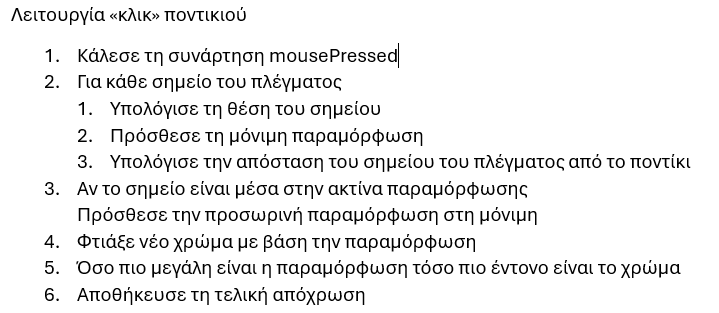 Λειτουργία «κλικ» ποντικιού
1. Κάλεσε τη συνάρτηση mousePressed
2. Για κάθε σημείο του πλέγματος
1. Υπολόγισε τη θέση του σημείου
2. Πρόσθεσε τη μόνιμη παραμόρφωση
3. Υπολόγισε την απόσταση του σημείου του πλέγματος από το ποντίκι
3. Αν το σημείο είναι μέσα στην ακτίνα παραμόρφωσης
Πρόσθεσε την προσωρινή παραμόρφωση στη μόνιμη
4. Φτιάξε νέο χρώμα με βάση την παραμόρφωση
5. Όσο πιο μεγάλη είναι η παραμόρφωση τόσο πιο έντονο είναι το χρώμα
6. Αποθήκευσε τη τελική απόχρωση